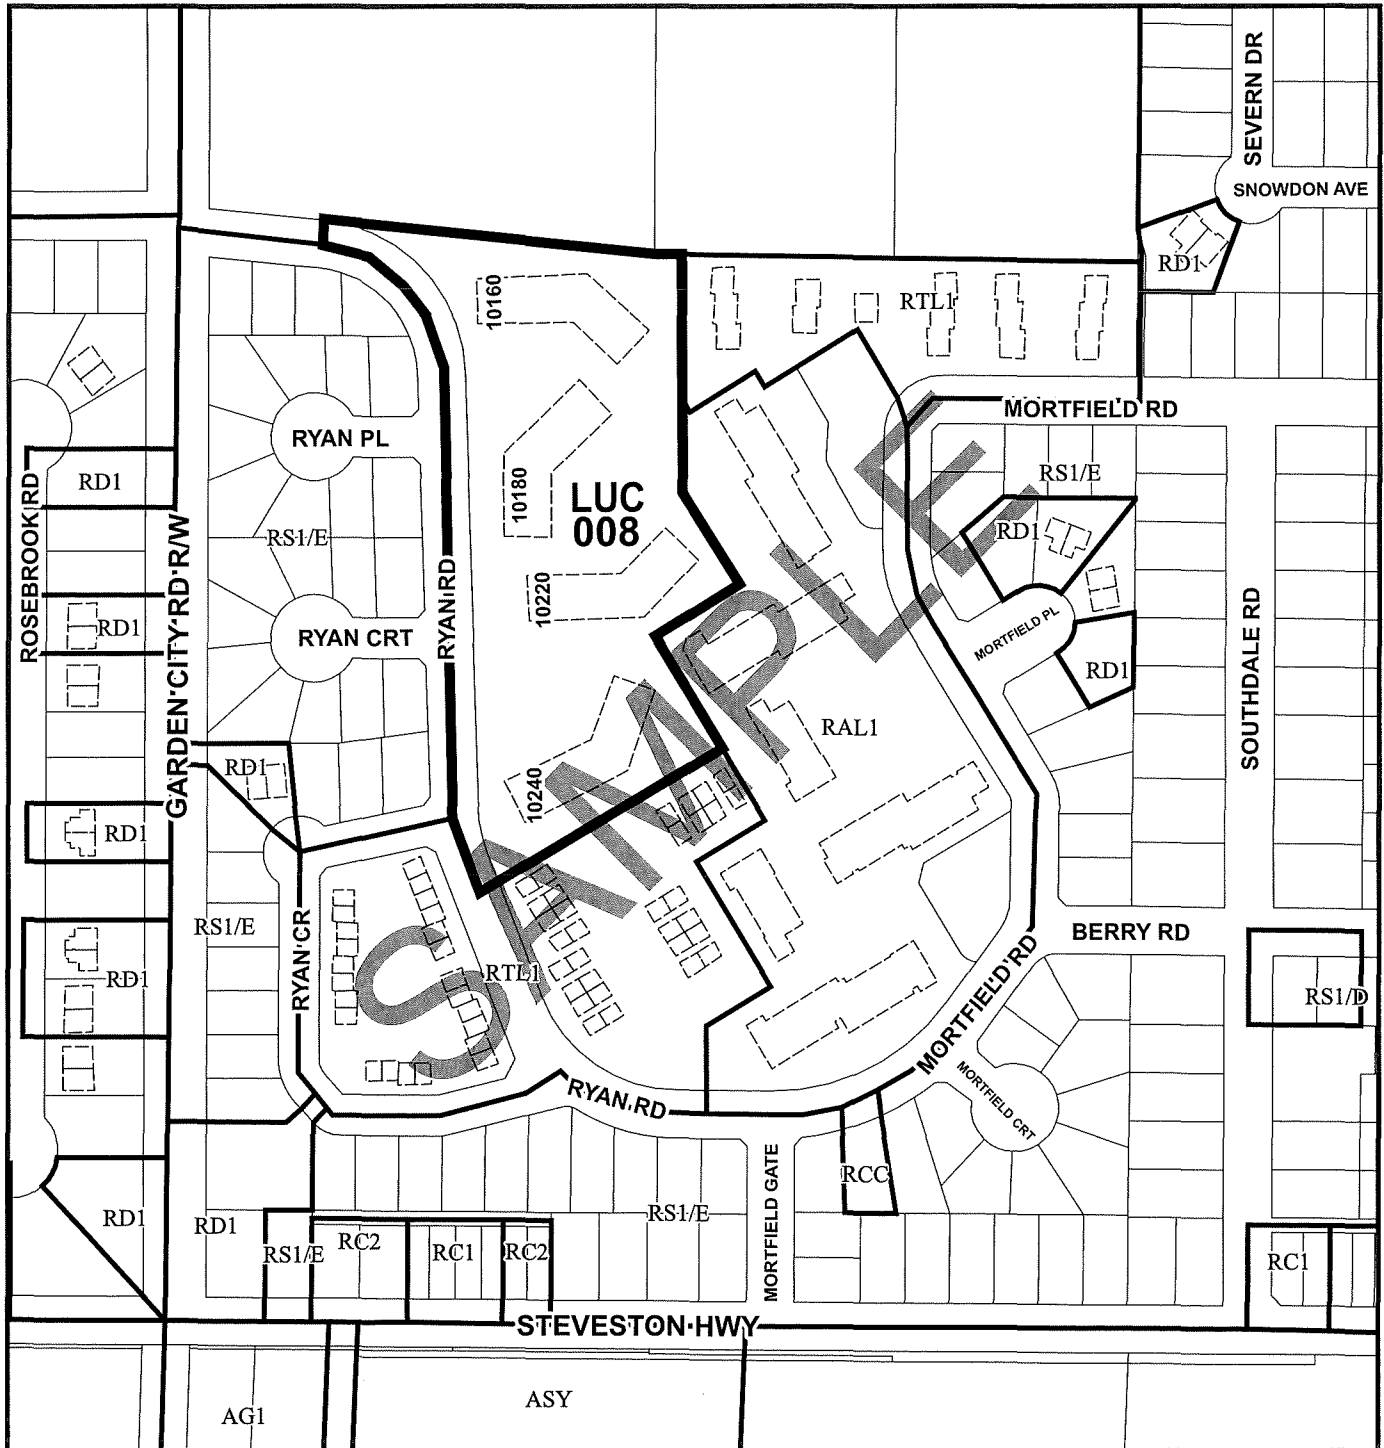 SEVERN DR
SNOWDON AVE
RD1
10160
RTL1
MORTFIELD RD
RYAN PL
RS1/E
ROSEBROOK RD
RD1
10180
LUC
008
RD1
RS1/E
GARDEN CITY RD R/W
RYAN RD
10220
RD1
RYAN CRT
MORTFIELD PL
SOUTHDALE RD
RD1
RAL1
RD1
10240
RD1
SAMPLE
RS1/E
RYAN CR
BERRY RD
RTL1
RD1
MORTFIELD RD
RS1/D
RYAN RD
MORTFIELD CRT
MORTFIELD GATE
RCC
RD1
RD1
RS1/E
RS1/E
RC2
RC1
RC2
RC1
STEVESTON HWY
AG1
ASY